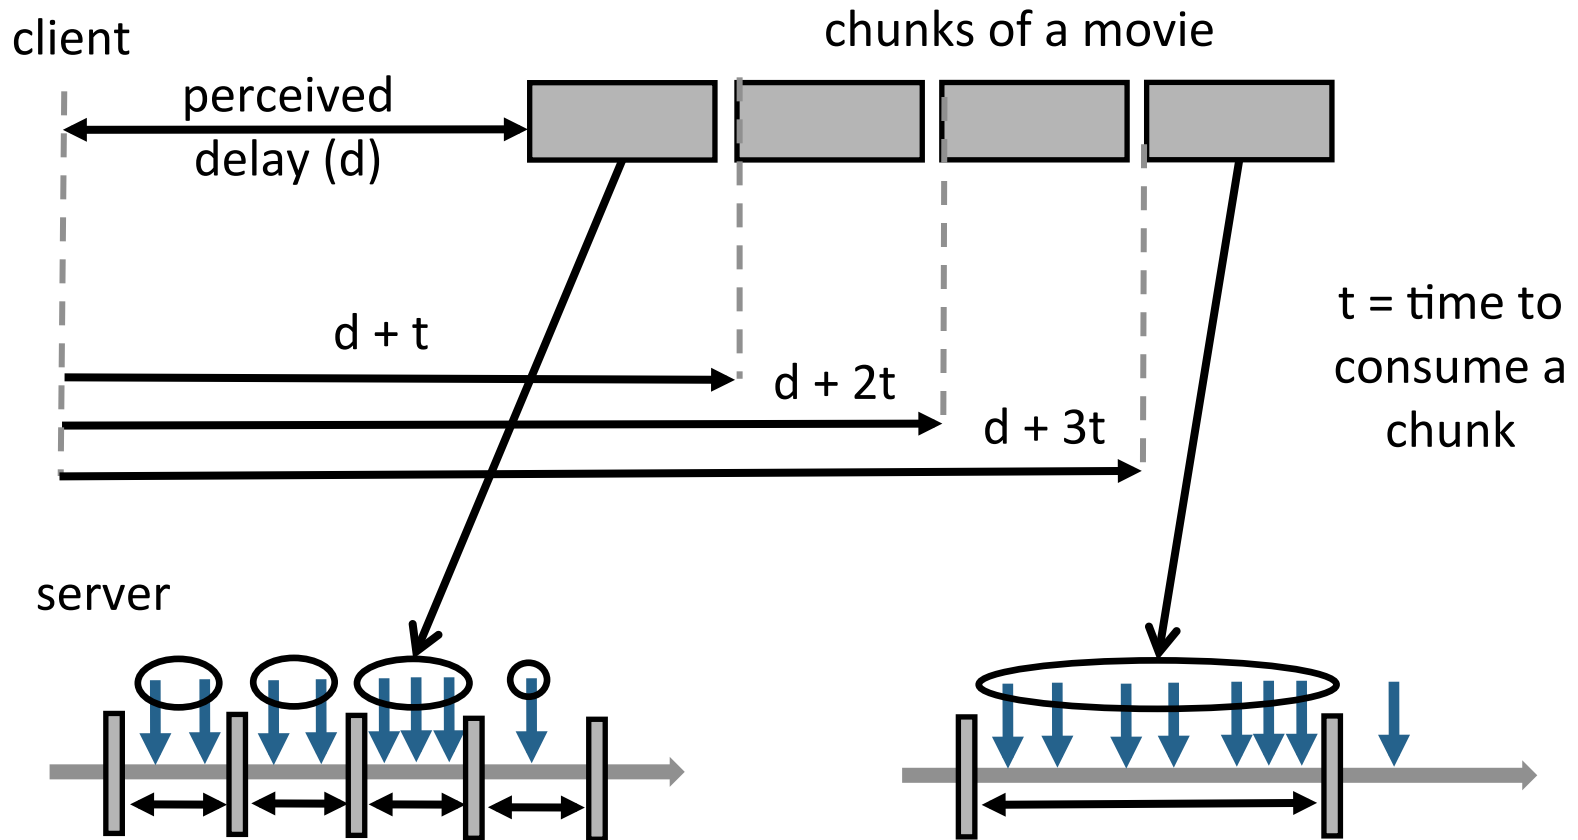 client
chunks of a movie
perceived
delay (d)
d + t
d + 2t
d + 3t
t = time to
consume a
chunk
server